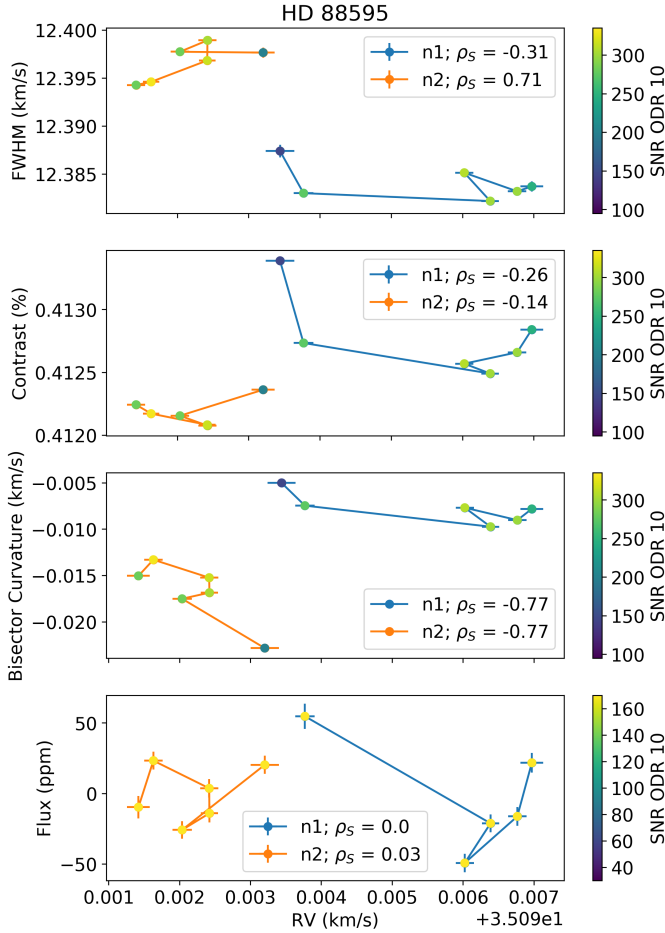 HD 88595
12.400
12.395
12.390
12.385
FWHM (km/s)
n1; ρS = -0.31
n2; ρS = 0.71
300
250
200
150
100
SNR ODR 10
0.4130
0.4125
0.4120
Contrast (%)
n1; ρS = -0.26
n2; ρS = -0.14
300
250
200
150
100
SNR ODR 10
−0.005
−0.010
−0.015
−0.020
Bisector Curvature (km/s)
n1; ρS = -0.77
n2; ρS = -0.77
300
250
200
150
100
SNR ODR 10
50
0
−50
Flux (ppm)
n1; ρS = 0.0
n2; ρS = 0.03
160
140
120
100
80
60
40
SNR ODR 10
0.001 0.002 0.003 0.004 0.005 0.006 0.007
RV (km/s)
+3.509e1